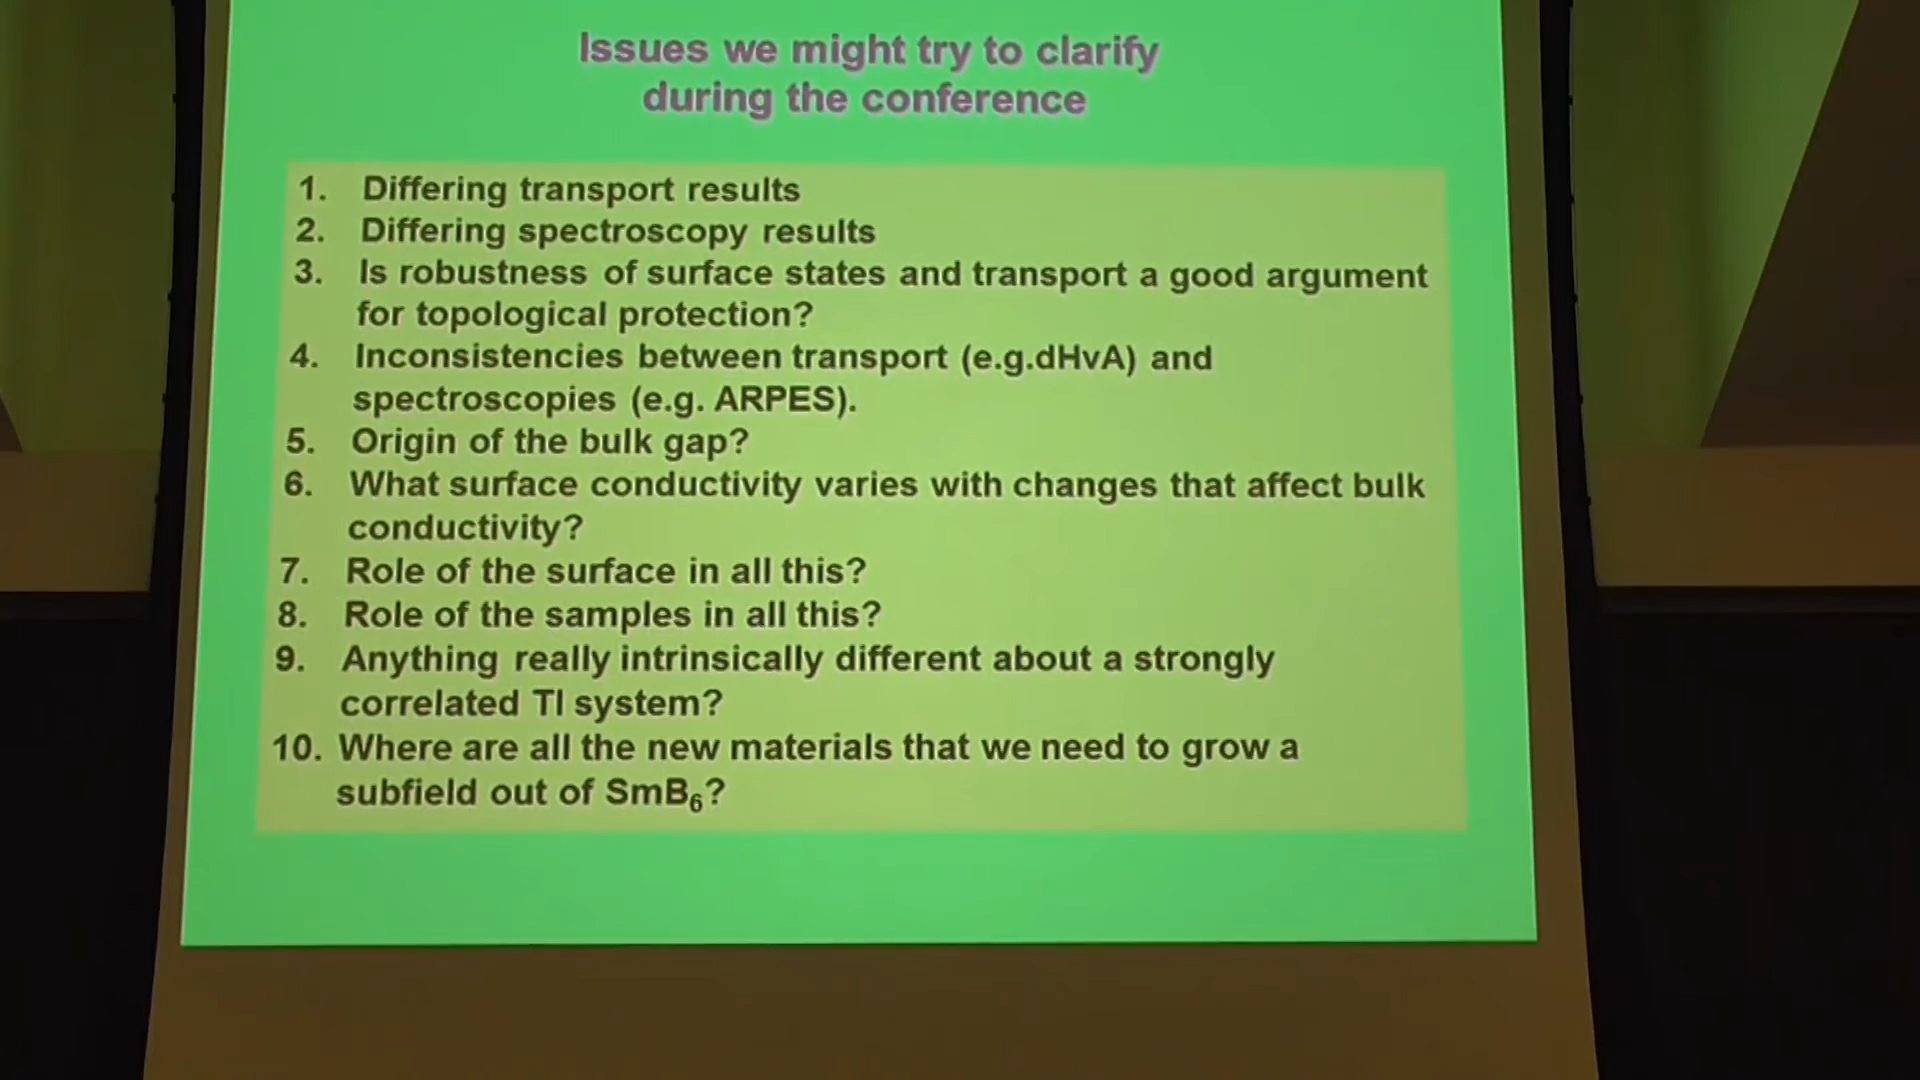 Issues we might try to clarify
during the conference
1. Differing transport results
2. Differing spectroscopy results
3. Is robustness of surface states and transport a good argument
for topological protection?
4. Inconsistencies between transport (e.g.dHvA) and
spectroscopies (e.g. ARPES).
5. Origin of the bulk gap?
6. What surface conductivity varies with changes that affect bulk
conductivity?
7. Role of the surface in all this?
8. Role of the samples in all this?
9. Anything really intrinsically different about a strongly
correlated TI system?
10. Where are all the new materials that we need to grow a
subfield out of SmB₆?